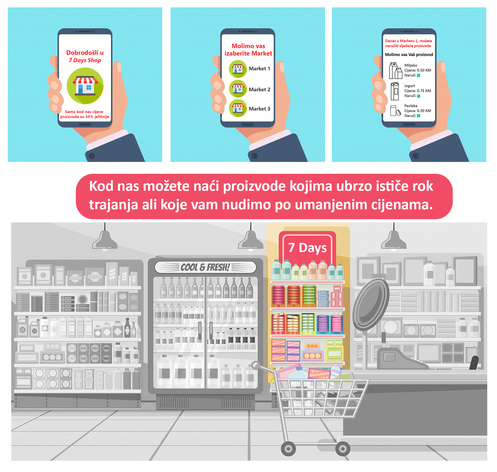 Dobrodošli u
7 Days Shop
Samo kod nas cijene
proizvoda su 50% jeftinije
Molimo vas
izaberite Market
Market 1
Market 2
Market 3
Danas u Marketu 1, možete
naručiti sljedeće proizvode.
Molimo vas Vaš proizvod
Mlijeko
Cijena: 0.50 KM
Naruči
Jogurt
Cijena: 0.75 KM
Naruči
Pavlaka
Cijena: 0.50 KM
Naruči
Kod nas možete naći proizvode kojima ubrzo ističe rok
trajanja ali koje vam nudimo po umanjenim cijenama.
COOL & FRESH!
7 Days